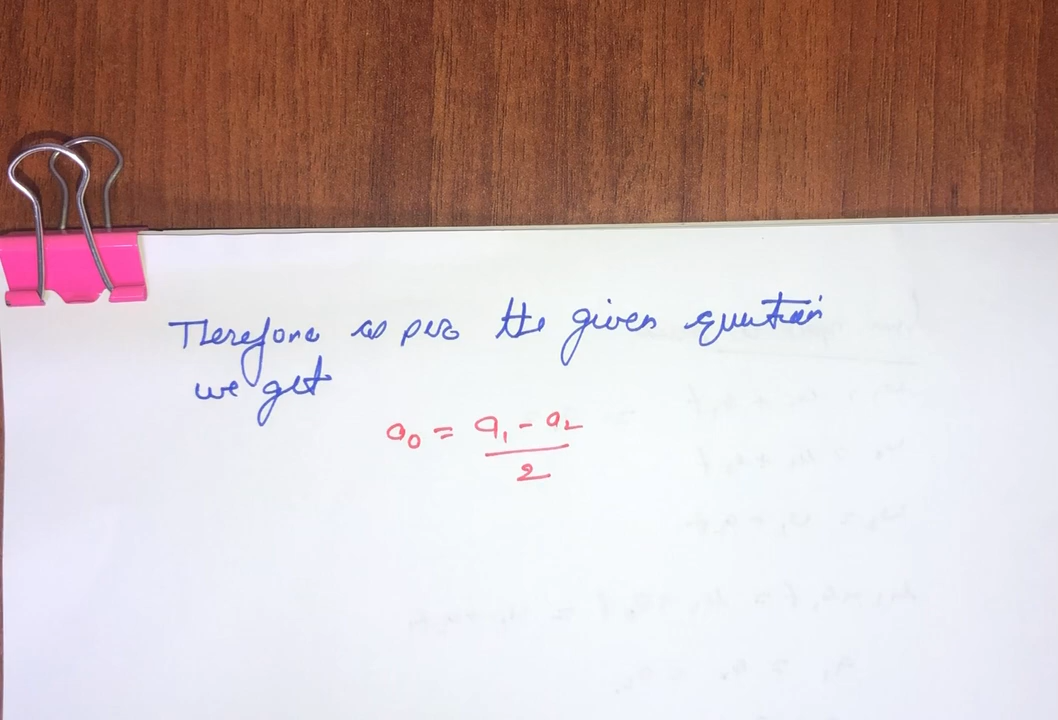 Therefore as per the given equation
we get
a₀ = a₁ - a₂
2